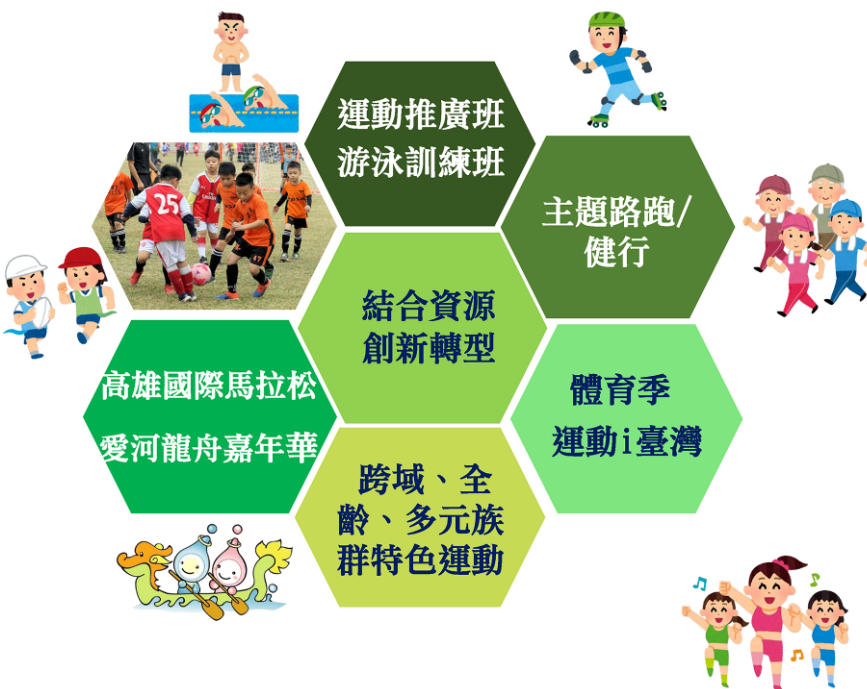 運動推廣班
游泳訓練班
主題路跑/
健行
25
結合資源
創新轉型
高雄國際馬拉松
愛河龍舟嘉年華
體育季
運動i臺灣
跨域、全
齡、多元族
群特色運動